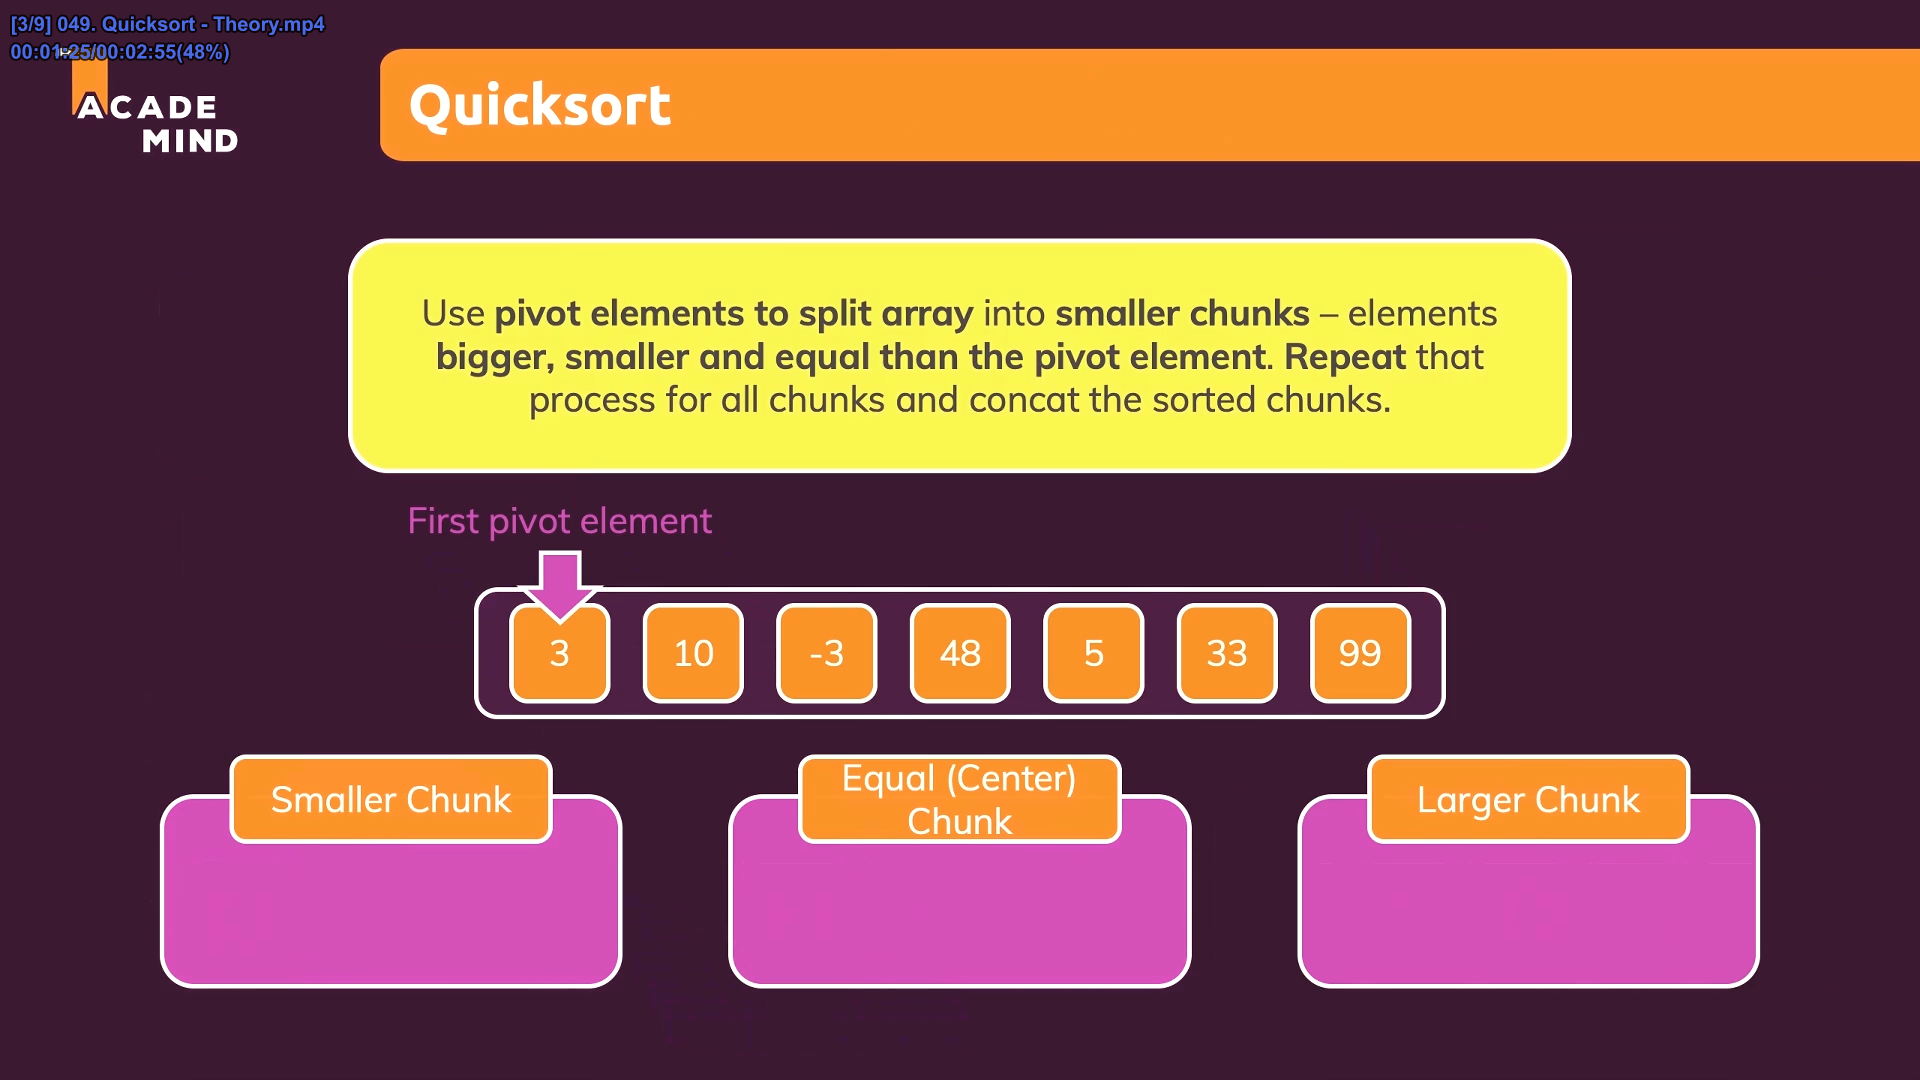 [3/9] 049. Quicksort - Theory.mp4
00:01:25/00:02:55(48%)
ACADE
MIND
Quicksort
Use pivot elements to split array into smaller chunks – elements
bigger, smaller and equal than the pivot element. Repeat that
process for all chunks and concat the sorted chunks.
First pivot element
3 10 -3 48 5 33 99
Smaller Chunk
Equal (Center)
Chunk
Larger Chunk